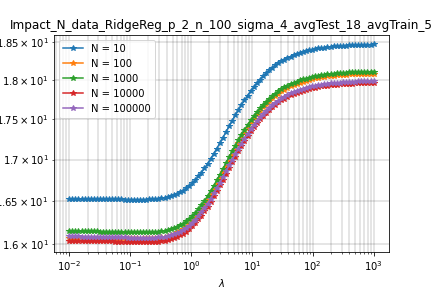 Impact_N_data_RidgeReg_p_2_n_100_sigma_4_avgTest_18_avgTrain_5
1.85 × 10¹
1.8 × 10¹
1.75 × 10¹
1.7 × 10¹
1.65 × 10¹
1.6 × 10¹
N = 10
N = 100
N = 1000
N = 10000
N = 100000
10⁻² 10⁻¹ 10⁰ 10¹ 10² 10³
λ